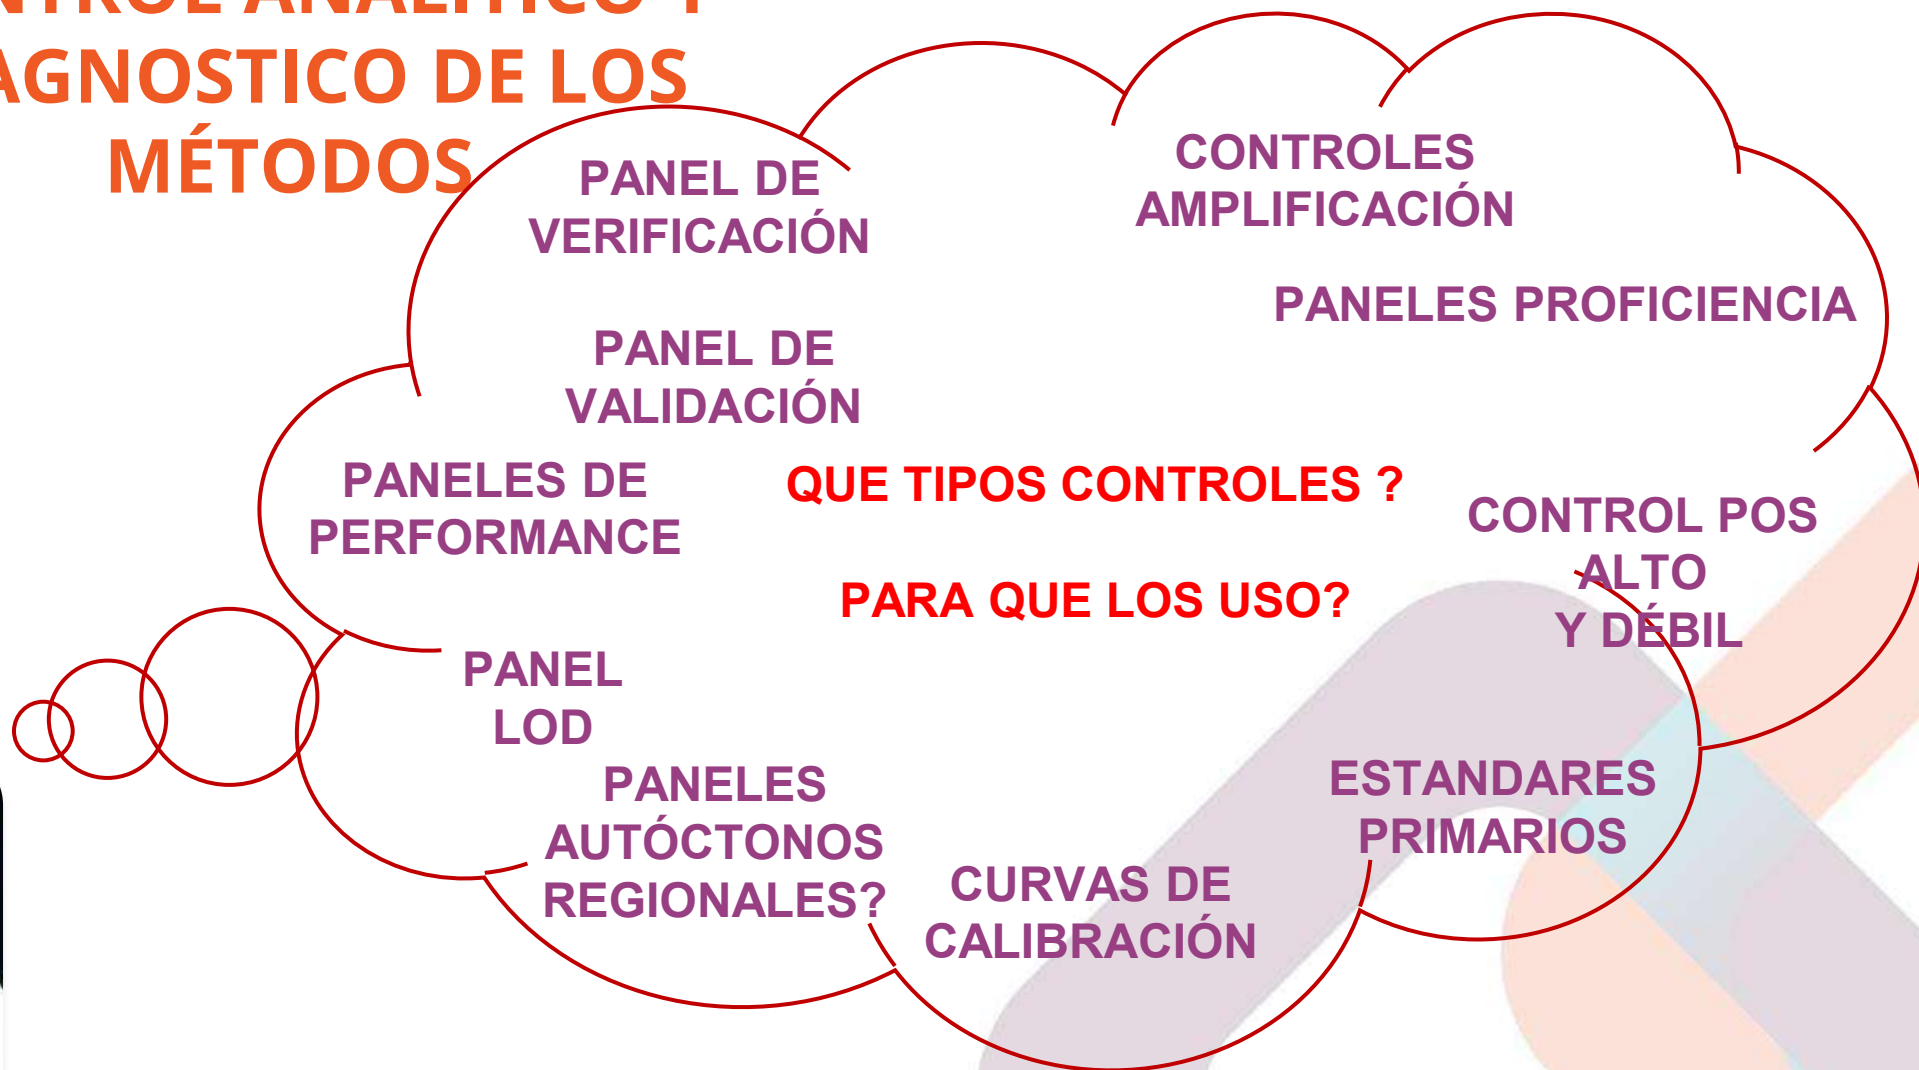 DE LOS
MÉTODOS
PANEL DE
VERIFICACIÓN
CONTROLES
AMPLIFICACIÓN
PANELES PROFICIENCIA
PANEL DE
VALIDACIÓN
PANELES DE
PERFORMANCE
QUE TIPOS CONTROLES ?
PARA QUE LOS USO?
CONTROL POS
ALTO
Y DÉBIL
PANEL
LOD
PANELES
AUTÓCTONOS
REGIONALES?
CURVAS DE
CALIBRACIÓN
ESTANDARES
PRIMARIOS